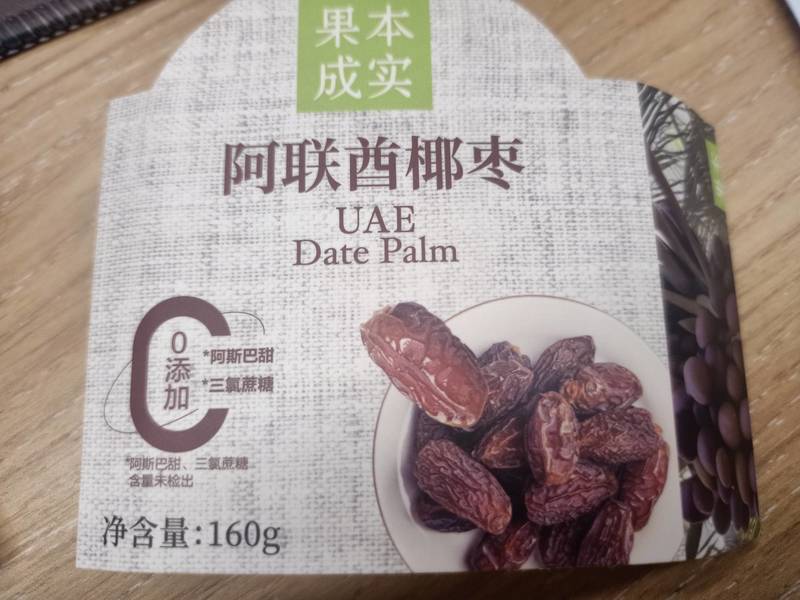 果本
成实
阿联酋椰枣
UAE
Date Palm
0
添
加
*阿斯巴甜
*三氯蔗糖
*阿斯巴甜、三氯蔗糖
含量未检出
净含量:160g